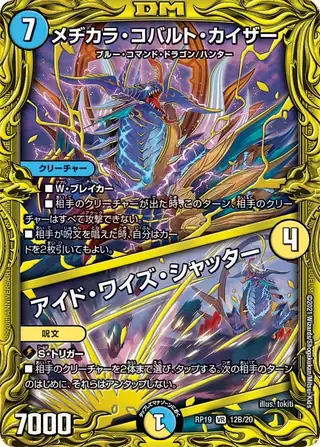 DM
7
メヂカラ・コバルト・カイザー
ブルー・コマンド・ドラゴン/ハンター
クリーチャー
■W・ブレイカー
■相手のクリーチャーが出た時、このターン、そのクリー
チャーはすべて攻撃できない。
■相手が呪文を唱えた時、自分はカー
ドを2枚引いてもよい。
4
アイド・ワイズ・シャッター
呪文
S・トリガー
■相手のクリーチャーを2体まで選び、タップする。次の相手のターン
のはじめに、それらはアンタップしない。
illus. tokiti
7000
1
RP19 VR 12B/20